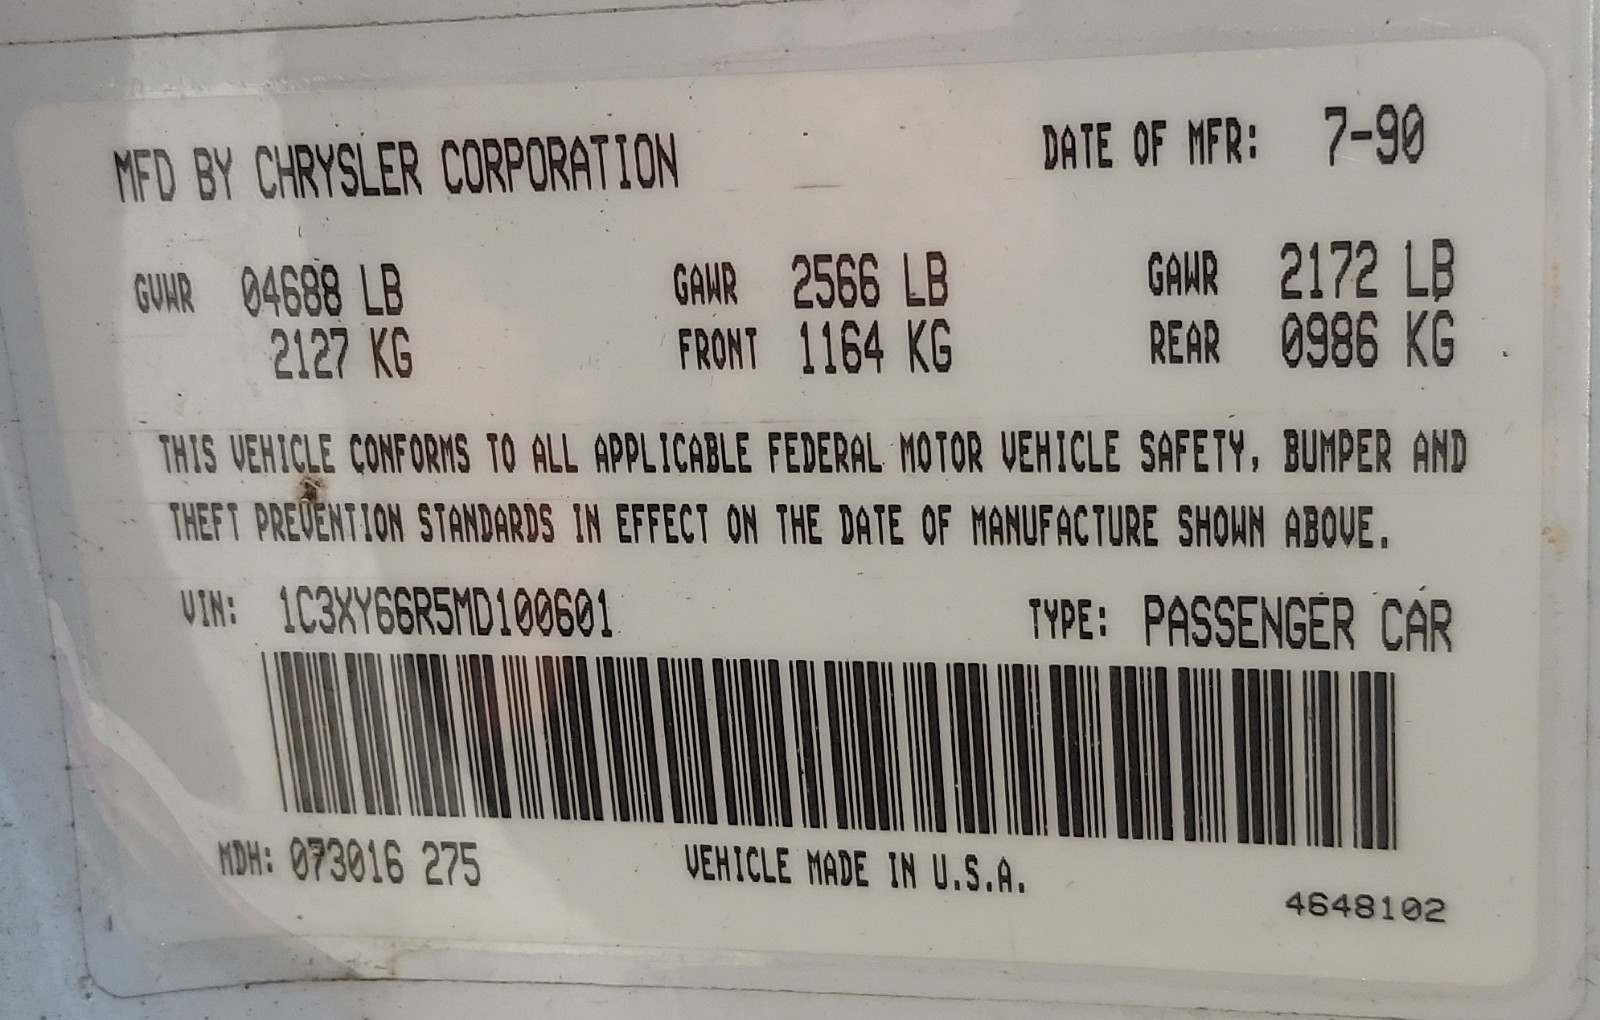 MFD BY CHRYSLER CORPORATION DATE OF MFR: 7-90
GVWR 04688 LB GAWR 2566 LB GAWR 2172 LB
2127 KG FRONT 1164 KG REAR 0986 KG
THIS VEHICLE CONFORMS TO ALL APPLICABLE FEDERAL MOTOR VEHICLE SAFETY, BUMPER AND
THEFT PREVENTION STANDARDS IN EFFECT ON THE DATE OF MANUFACTURE SHOWN ABOVE.
VIN: 1C3XY66R5MD100601 TYPE: PASSENGER CAR
MDH: 073016 275 VEHICLE MADE IN U.S.A.
4648102